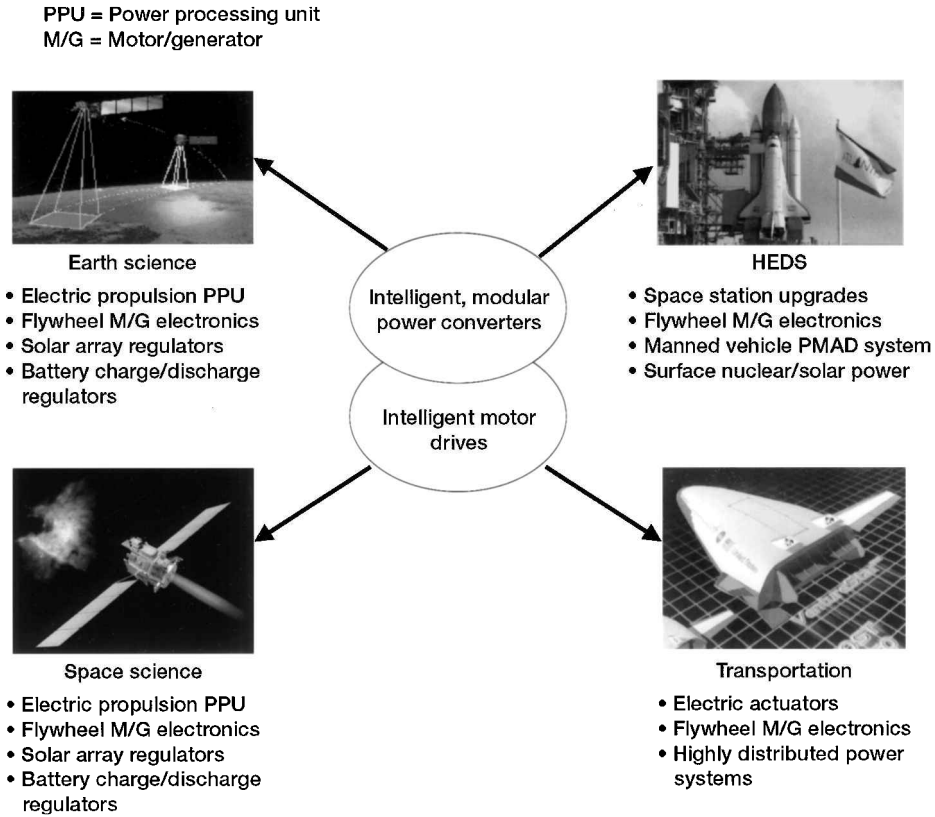 PPU = Power processing unit
M/G = Motor/generator
Earth science
• Electric propulsion PPU
• Flywheel M/G electronics
• Solar array regulators
• Battery charge/discharge
regulators
Intelligent, modular
power converters
Intelligent motor
drives
HEDS
• Space station upgrades
• Flywheel M/G electronics
• Manned vehicle PMAD system
• Surface nuclear/solar power
Space science
• Electric propulsion PPU
• Flywheel M/G electronics
• Solar array regulators
• Battery charge/discharge
regulators
VentureStar
Transportation
• Electric actuators
• Flywheel M/G electronics
• Highly distributed power
systems